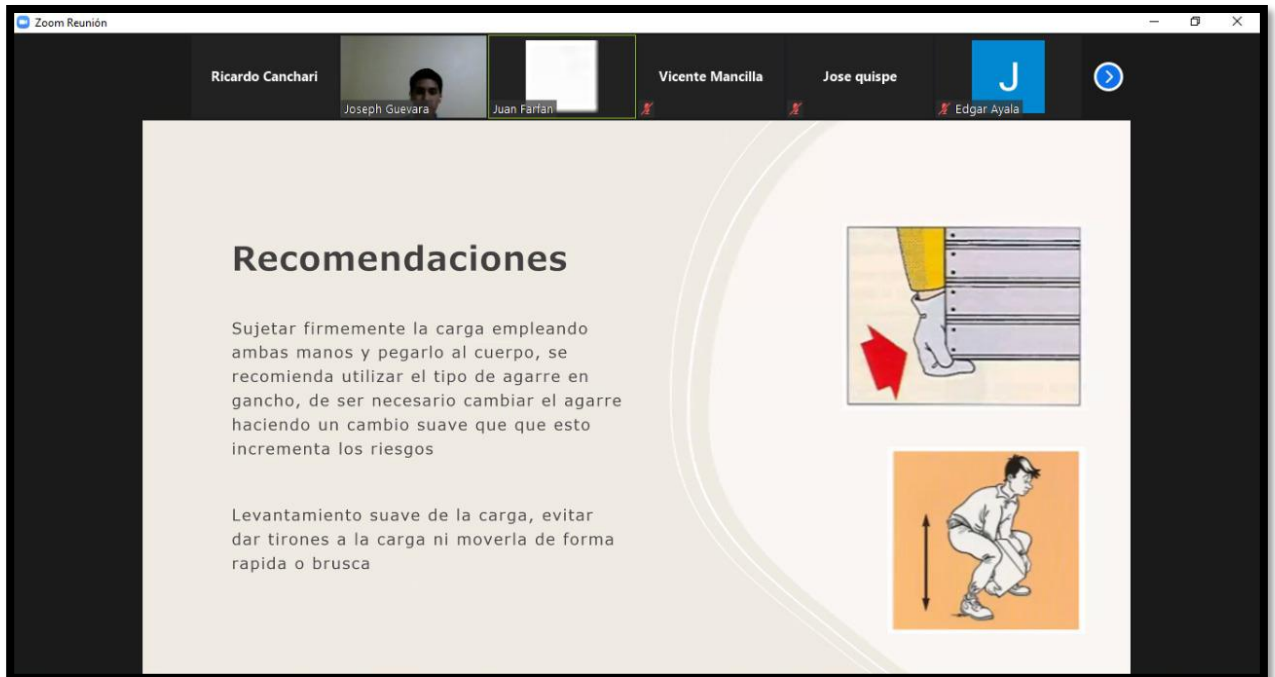 Zoom Reunión
Ricardo Canchari
Joseph Guevara
Juan Farfan
Vicente Mancilla
Jose quispe
J
Edgar Ayala
Recomendaciones
Sujetar firmemente la carga empleando
ambas manos y pegarlo al cuerpo, se
recomienda utilizar el tipo de agarre en
gancho, de ser necesario cambiar el agarre
haciendo un cambio suave que que esto
incrementa los riesgos
Levantamiento suave de la carga, evitar
dar tirones a la carga ni moverla de forma
rapida o brusca